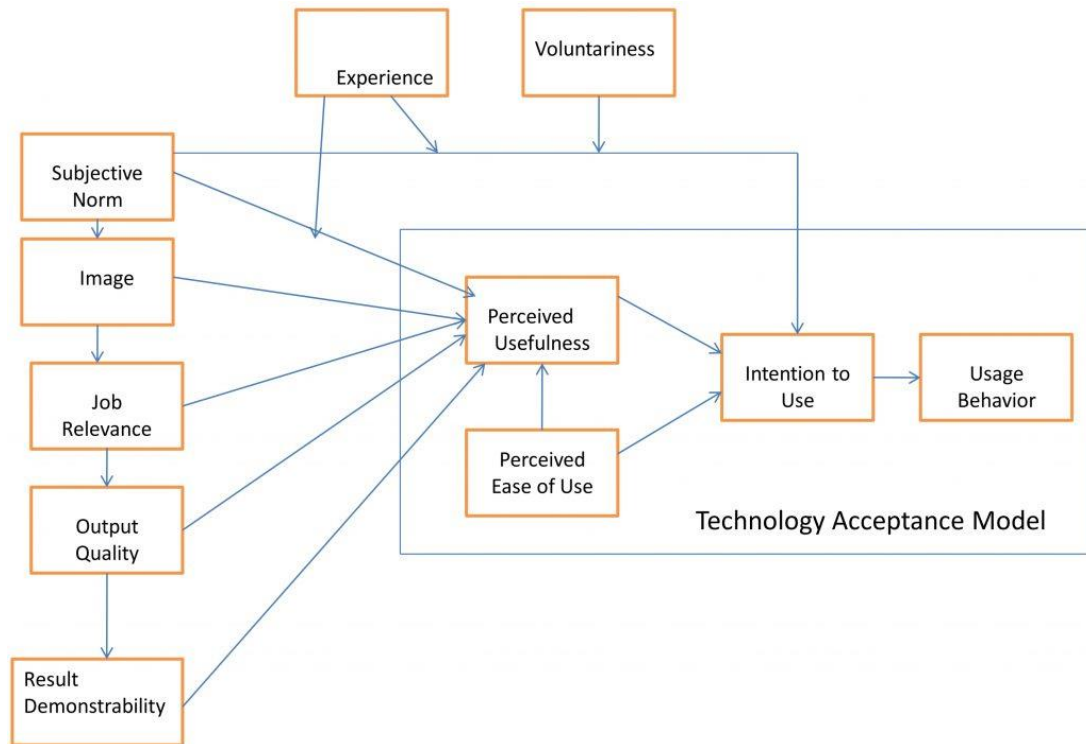 Experience
Voluntariness
Subjective
Norm
Image
Job
Relevance
Output
Quality
Result
Demonstrability
Perceived
Usefulness
Perceived
Ease of Use
Intention to
Use
Usage
Behavior
Technology Acceptance Model